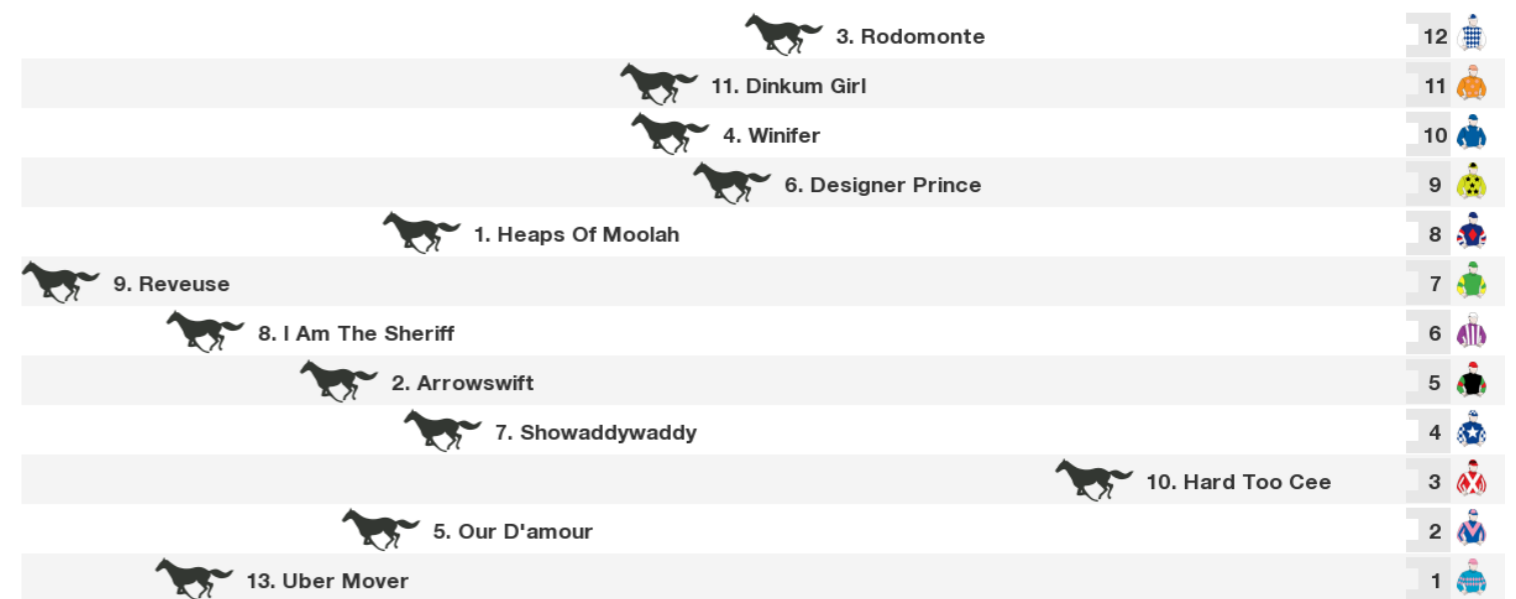 3. Rodomonte 12
11. Dinkum Girl 11
4. Winifer 10
6. Designer Prince 9
1. Heaps Of Moolah 8
9. Reveuse 7
8. I Am The Sheriff 6
2. Arrowswift 5
7. Showaddywaddy 4
10. Hard Too Cee 3
5. Our D'amour 2
13. Uber Mover 1